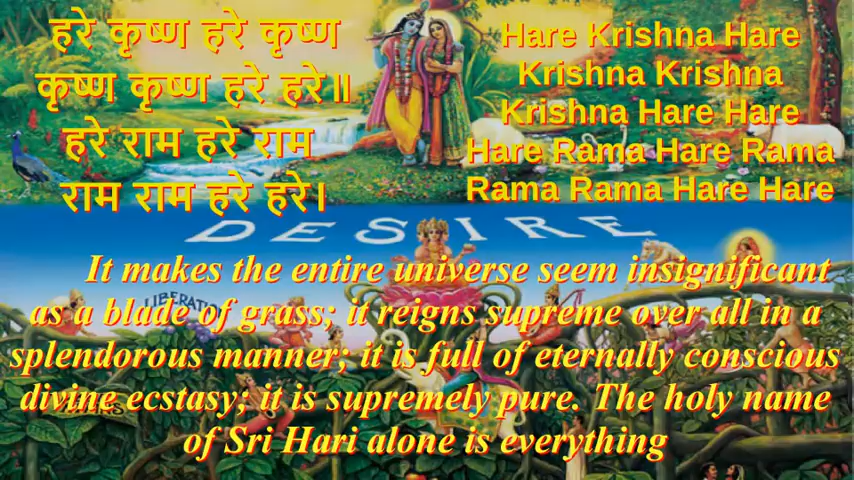 हरे कृष्ण हरे कृष्ण
कृष्ण कृष्ण हरे हरे॥
हरे राम हरे राम
राम राम हरे हरे।
Hare Krishna Hare
Krishna Krishna
Krishna Hare Hare
Hare Rama Hare Rama
Rama Rama Hare Hare
DESIRE
LIBERATION
It makes the entire universe seem insignificant
as a blade of grass; it reigns supreme over all in a
splendorous manner; it is full of eternally conscious
divine ecstasy; it is supremely pure. The holy name
of Sri Hari alone is everything